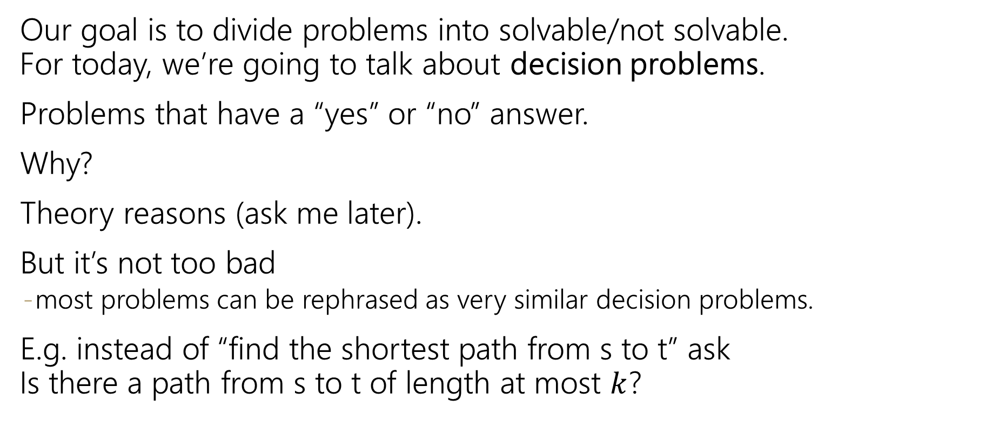 Our goal is to divide problems into solvable/not solvable.
For today, we’re going to talk about decision problems.
Problems that have a “yes” or “no” answer.
Why?
Theory reasons (ask me later).
But it’s not too bad
-most problems can be rephrased as very similar decision problems.
E.g. instead of “find the shortest path from s to t” ask
Is there a path from s to t of length at most k?